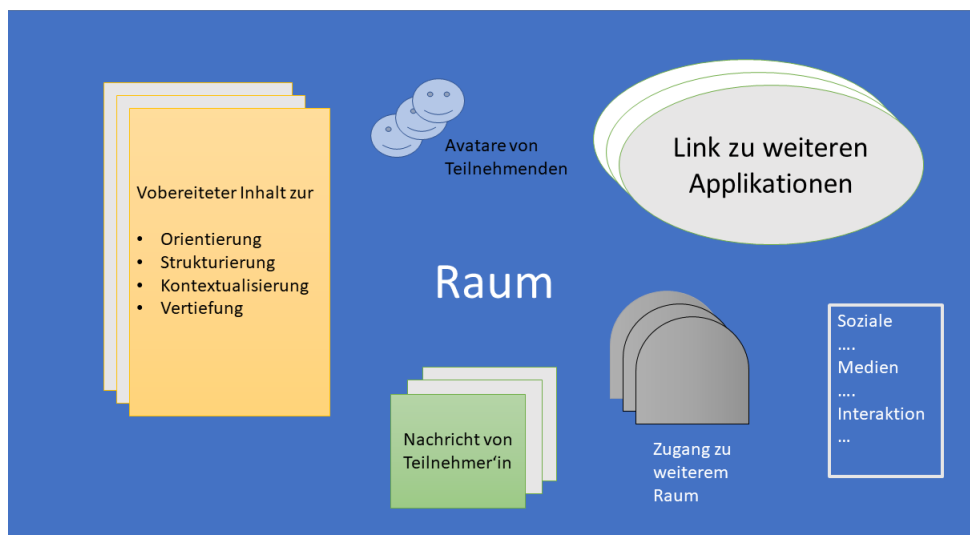 Vobereiteter Inhalt zur
• Orientierung
• Strukturierung
• Kontextualisierung
• Vertiefung
Avatare von
Teilnehmenden
Link zu weiteren
Applikationen
Raum
Nachricht von
Teilnehmer‘in
Zugang zu
weiterem
Raum
Soziale
....
Medien
....
Interaktion
...